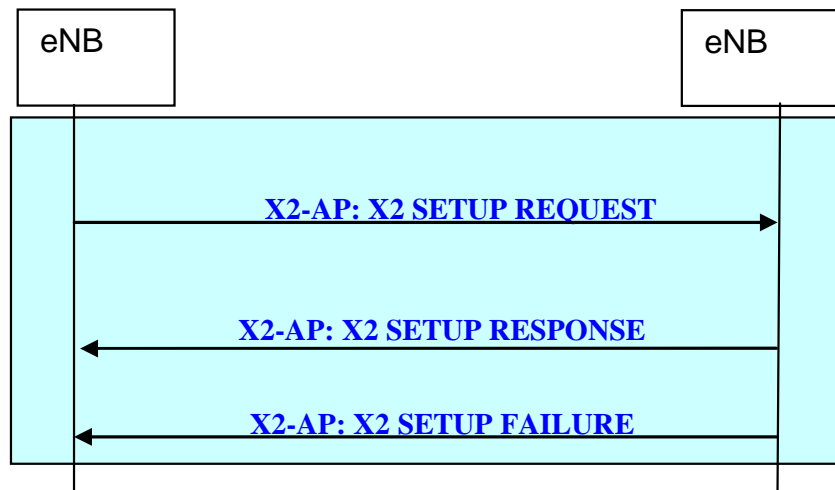 eNB
eNB
X2-AP: X2 SETUP REQUEST
X2-AP: X2 SETUP RESPONSE
X2-AP: X2 SETUP FAILURE